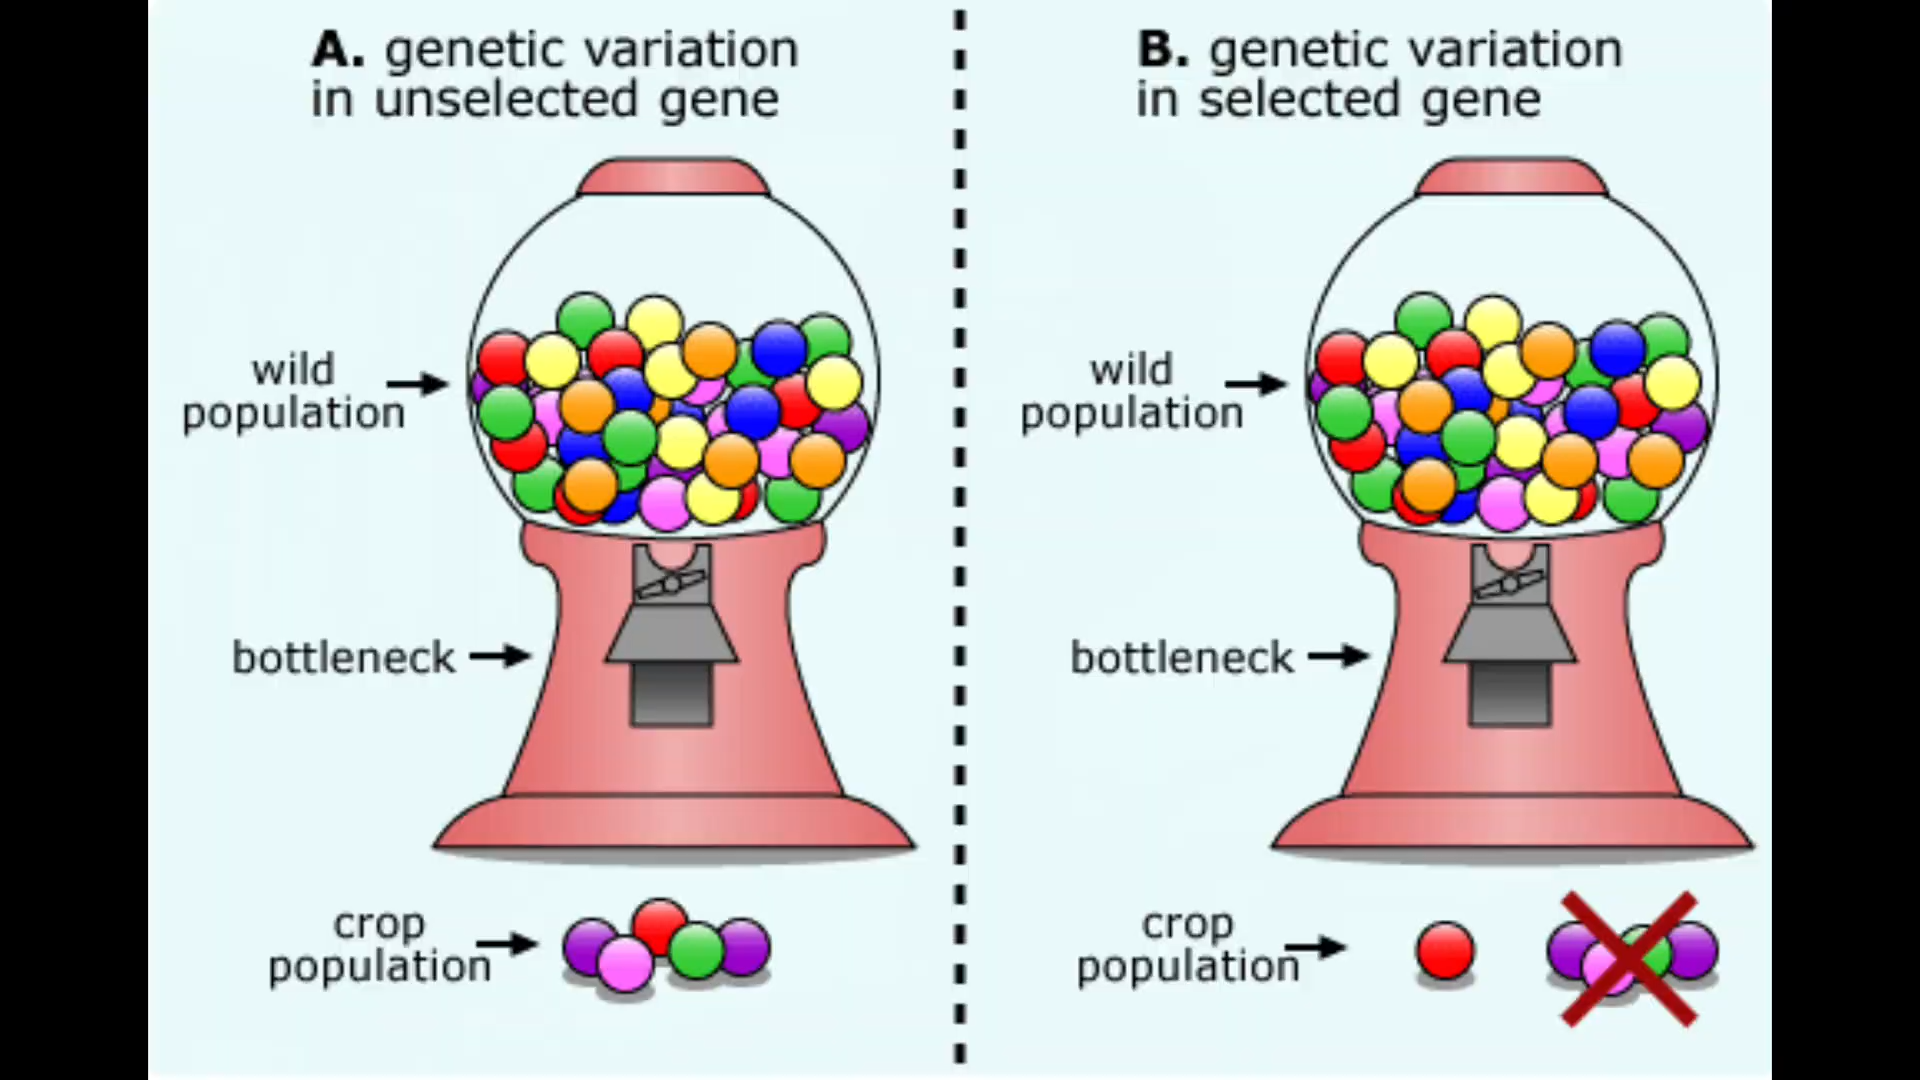 A. genetic variation
in unselected gene
wild
population
bottleneck
crop
population
B. genetic variation
in selected gene
wild
population
bottleneck
crop
population